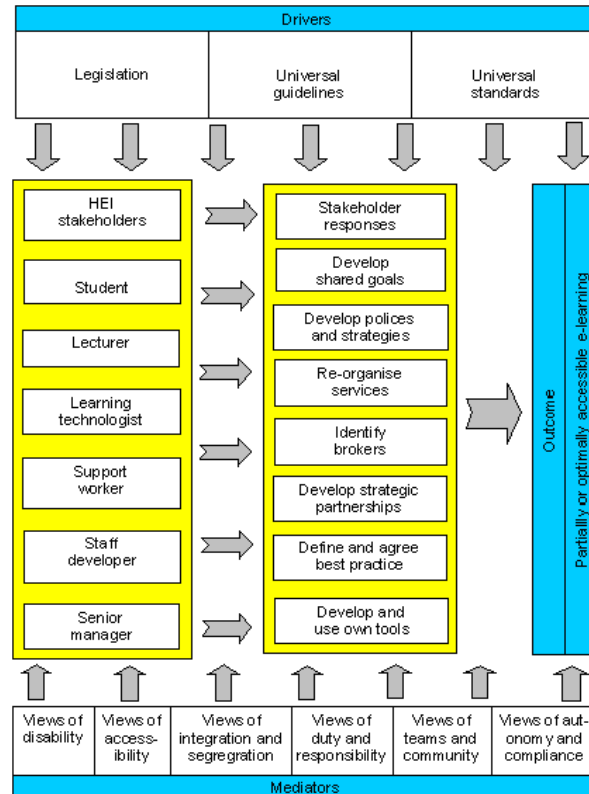 Drivers
Legislation
Universal
guidelines
Universal
standards
HEI
stakeholders
Student
Lecturer
Learning
technologist
Support
worker
Staff
developer
Senior
manager
Stakeholder
responses
Develop
shared goals
Develop polices
and strategies
Re-organise
services
Identify
brokers
Develop strategic
partnerships
Define and agree
best practice
Develop and
use own tools
Outcome
Partiallly or optimally accessible e-learning
Views of
disability
Views of
access-
ibility
Views of
integration and
segregration
Views of
duty and
responsibility
Views of
teams and
community
Views of aut-
onomy and
compliance
Mediators